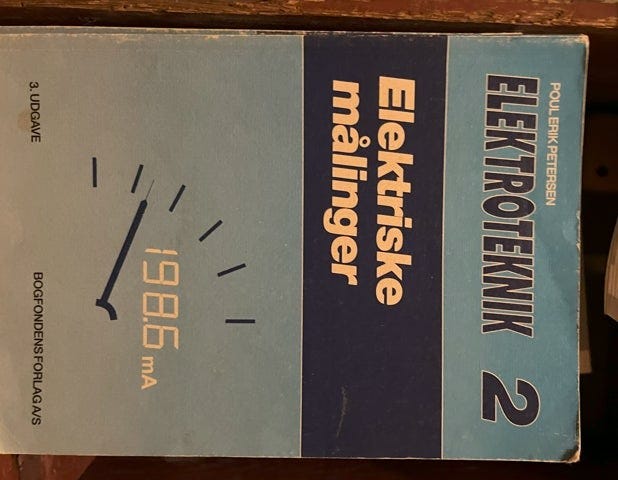 POUL ERIK PETERSEN
ELEKTROTEKNIK 2
Elektriske
målinger
198.6 mA
3. UDGAVE
BOGFONDENS FORLAG A/S